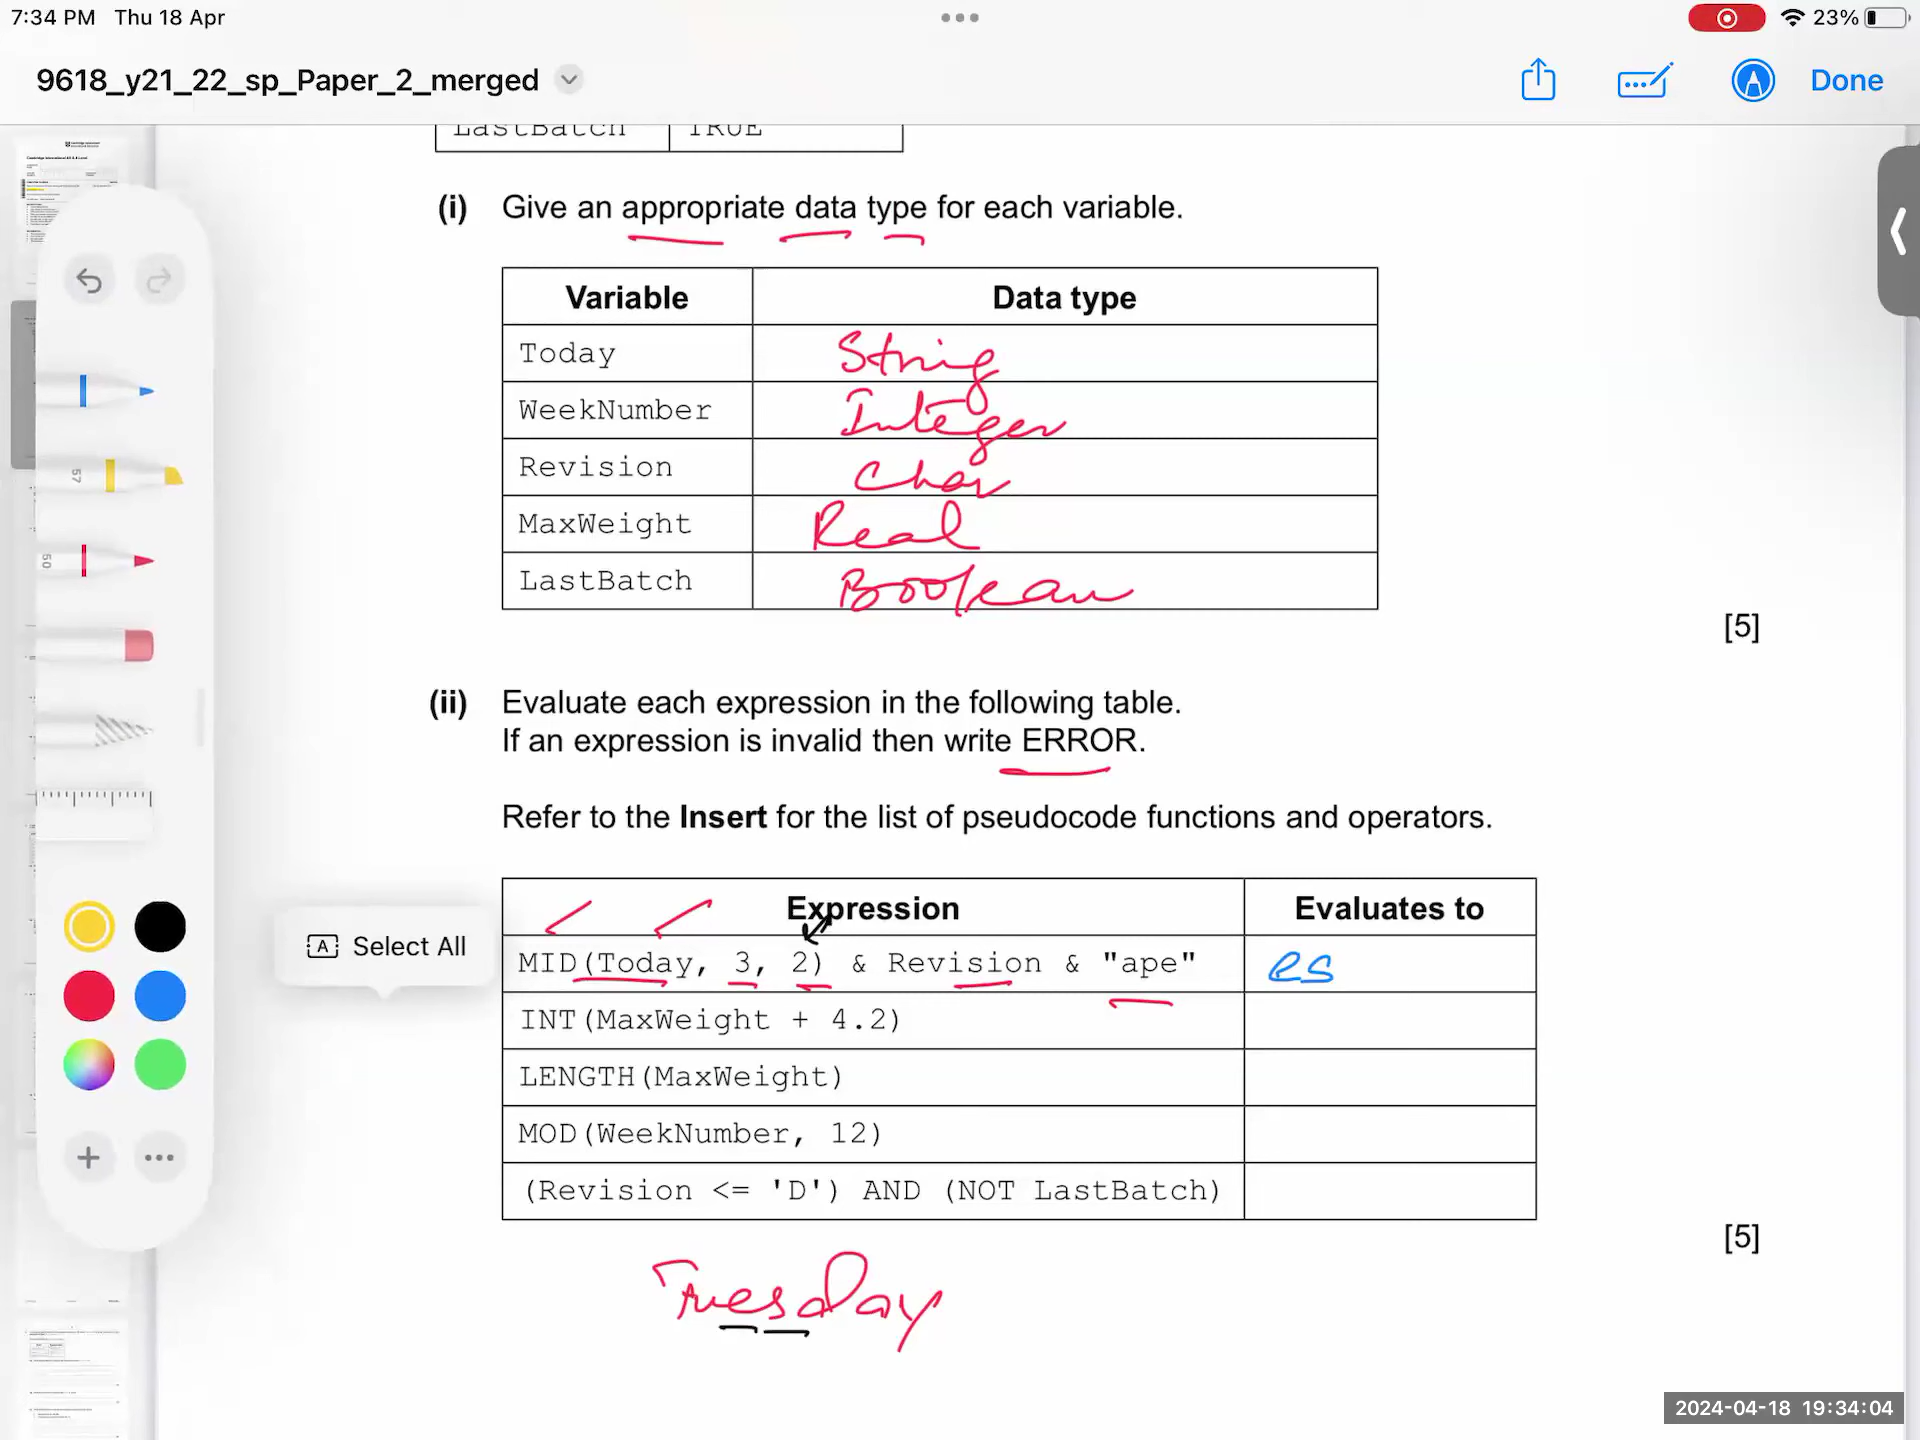 7:34 PM Thu 18 Apr
23%
9618_y21_22_sp_Paper_2_merged
Done
LastBatch TRUE
(i) Give an appropriate data type for each variable.
Variable Data type
Today String
WeekNumber Integer
Revision Char
MaxWeight Real
LastBatch Boolean
[5]
(ii) Evaluate each expression in the following table.
If an expression is invalid then write ERROR.
Refer to the Insert for the list of pseudocode functions and operators.
Expression Evaluates to
Select All
MID(Today, 3, 2) & Revision & "ape" es
INT(MaxWeight + 4.2)
LENGTH(MaxWeight)
MOD(WeekNumber, 12)
(Revision <= 'D') AND (NOT LastBatch)
[5]
Tuesday
57
50
2024-04-18 19:34:04